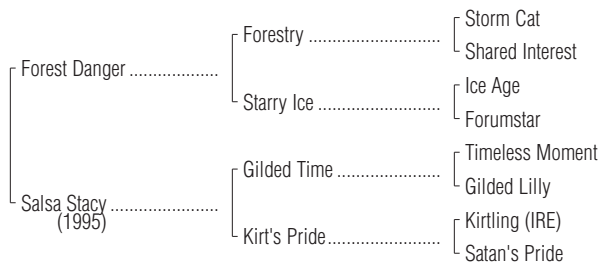 Storm Cat
Forestry ..............................
Shared Interest
Forest Danger ....................
Ice Age
Starry Ice ............................
Forumstar
Timeless Moment
Gilded Time .......................
Gilded Lilly
Salsa Stacy ........................
(1995)
Kirtling (IRE)
Kirt's Pride.........................
Satan's Pride